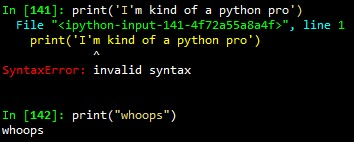 In [141]: print('I'm kind of a python pro')
  File "<ipython-input-141-4f72a55a8a4f>", line 1
    print('I'm kind of a python pro')
             ^
SyntaxError: invalid syntax
In [142]: print("whoops")
whoops